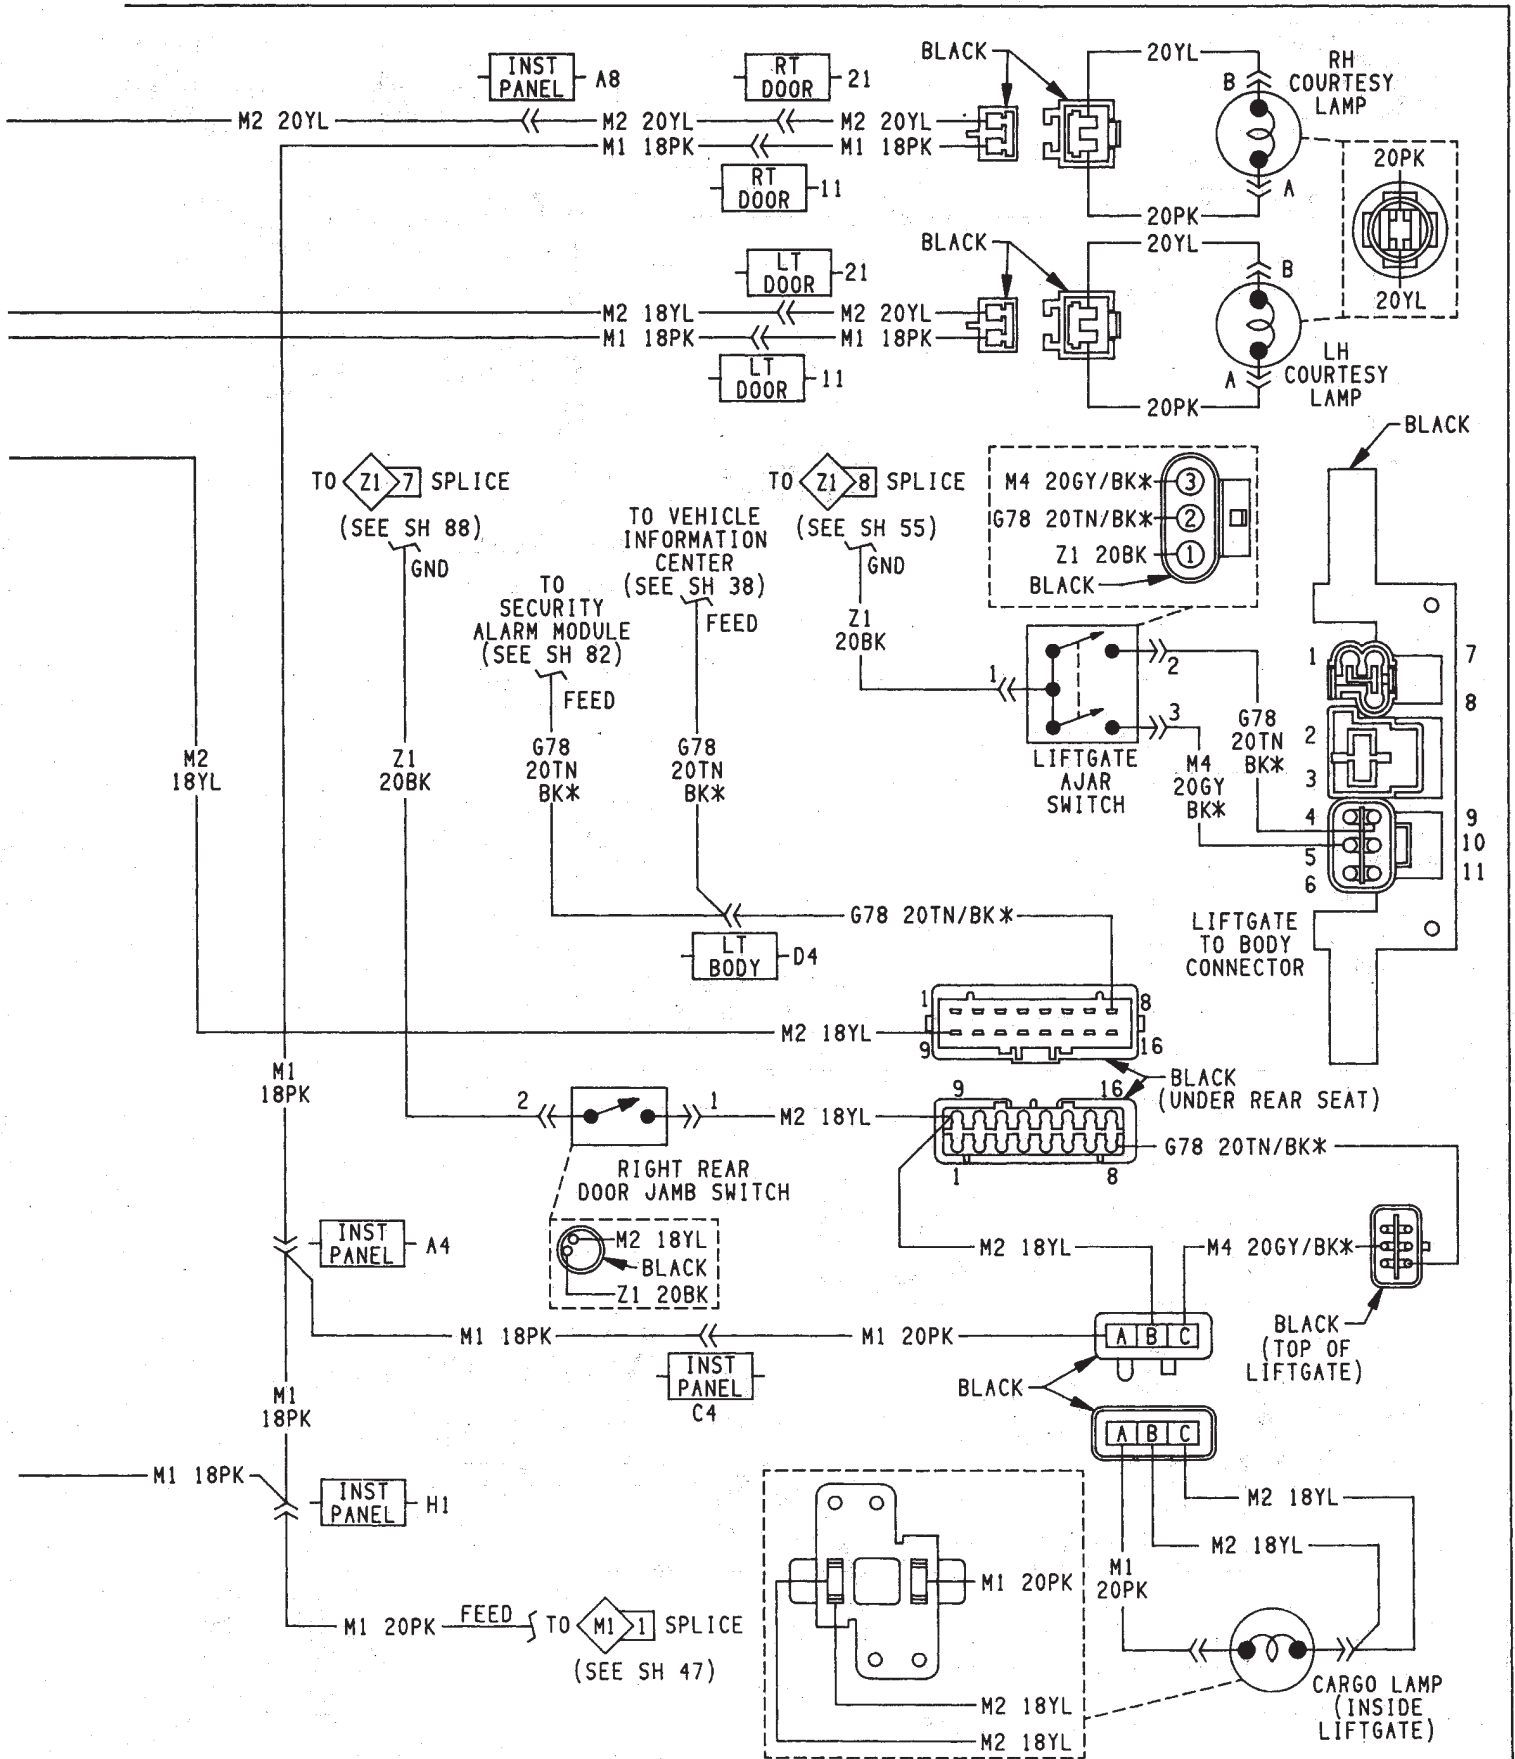 INST PANEL A8
RT DOOR 21
BLACK
20YL
B
RH COURTESY LAMP
M2 20YL
M2 20YL
M2 20YL
M1 18PK
M1 18PK
RT DOOR 11
A
20PK
20PK
20YL
BLACK
20YL
B
LT DOOR 21
M2 18YL
M2 20YL
M1 18PK
M1 18PK
LT DOOR 11
A
LH COURTESY LAMP
20PK
BLACK
TO Z1 7 SPLICE
(SEE SH 88)
GND
TO VEHICLE
INFORMATION
CENTER
(SEE SH 38)
FEED
TO Z1 8 SPLICE
(SEE SH 55)
GND
M4 20GY/BK* 3
G78 20TN/BK* 2
Z1 20BK 1
BLACK
TO
SECURITY
ALARM MODULE
(SEE SH 82)
FEED
Z1
20BK
1
2
3
LIFTGATE
AJAR
SWITCH
M2
18YL
Z1
20BK
G78
20TN
BK*
G78
20TN
BK*
M4
20GY
BK*
G78
20TN
BK*
1
7
8
2
3
4
9
10
5
11
6
LIFTGATE
TO BODY
CONNECTOR
G78 20TN/BK*
LT BODY D4
1
8
M2 18YL
9
16
BLACK
(UNDER REAR SEAT)
M1
18PK
2
1
M2 18YL
9
16
G78 20TN/BK*
1
8
RIGHT REAR
DOOR JAMB SWITCH
M2 18YL
BLACK
Z1 20BK
INST PANEL A4
M2 18YL
M4 20GY/BK*
BLACK
(TOP OF
LIFTGATE)
M1 18PK
M1 20PK
A B C
INST PANEL
C4
BLACK
A B C
M1
18PK
M1 18PK
INST PANEL H1
M2 18YL
M2 18YL
M1
20PK
M1 20PK
M1 20PK
FEED
TO M1 1 SPLICE
(SEE SH 47)
M2 18YL
M2 18YL
CARGO LAMP
(INSIDE
LIFTGATE)